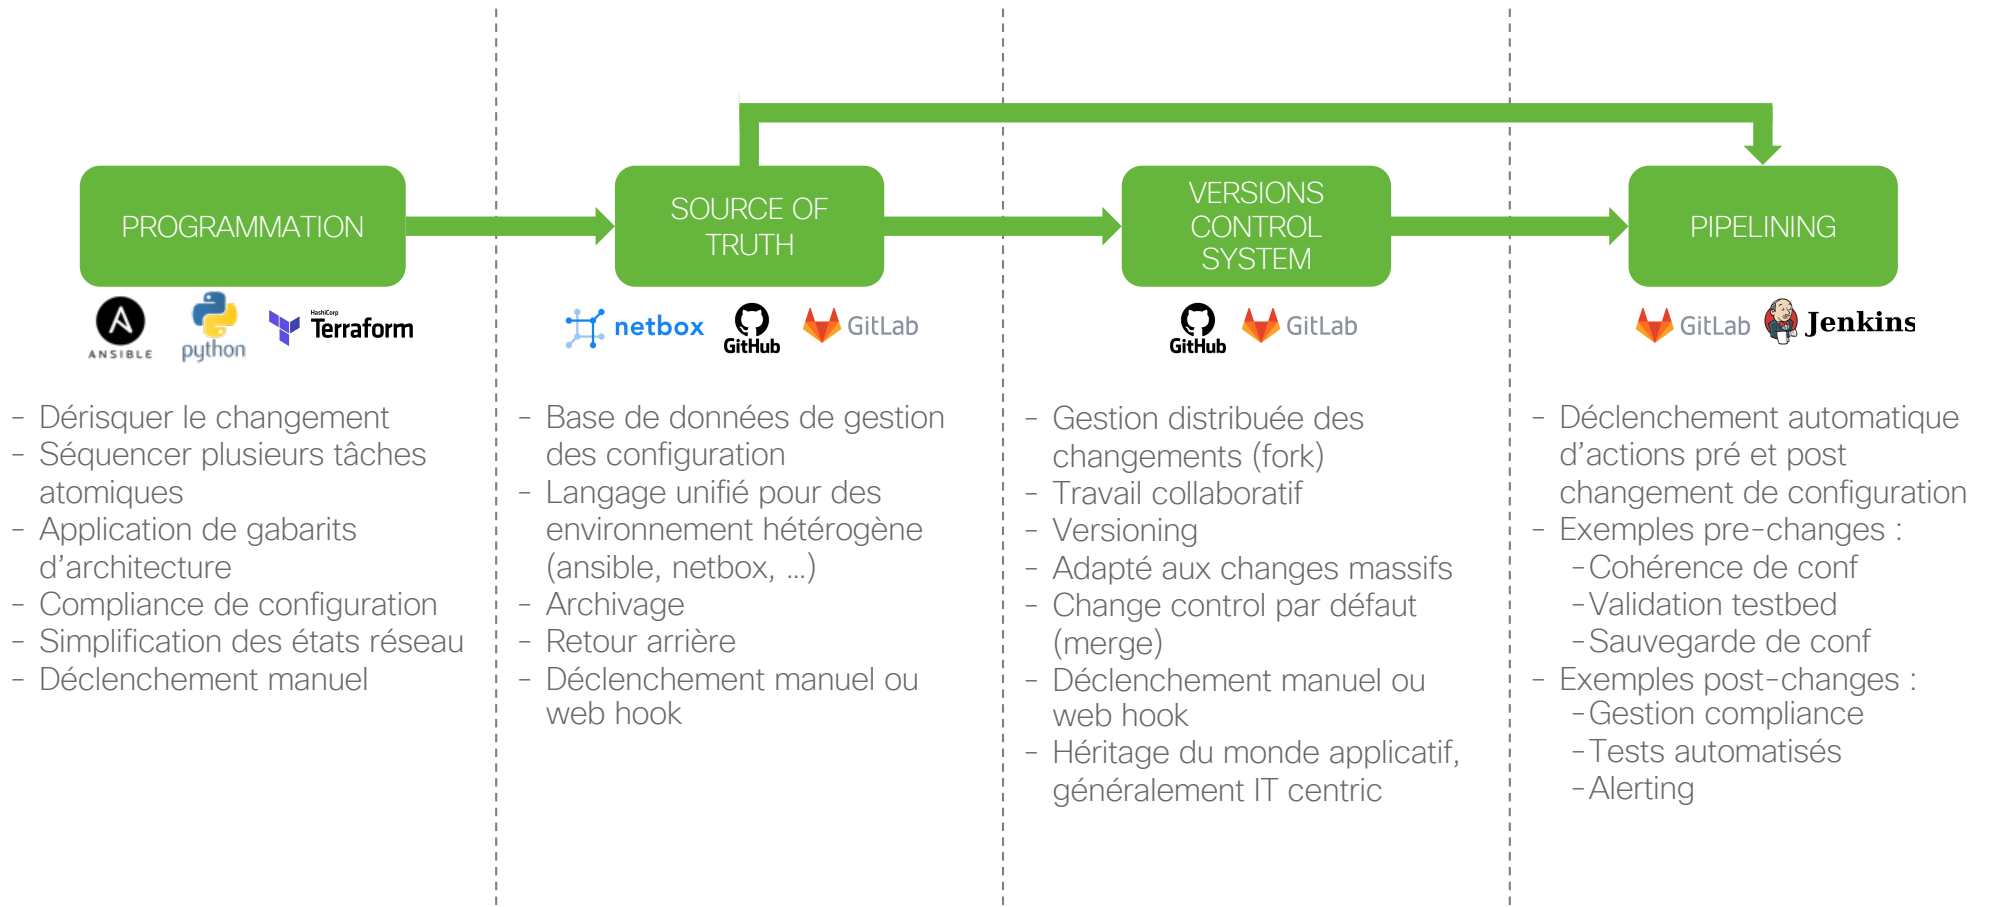 PROGRAMMATION
ANSIBLE
python
HashiCorp
Terraform
- Dérisquer le changement
- Séquencer plusieurs tâches
atomiques
- Application de gabarits
d’architecture
- Compliance de configuration
- Simplification des états réseau
- Déclenchement manuel
SOURCE OF
TRUTH
netbox
GitHub
GitLab
- Base de données de gestion
des configuration
- Langage unifié pour des
environnement hétérogène
(ansible, netbox, ...)
- Archivage
- Retour arrière
- Déclenchement manuel ou
web hook
VERSIONS
CONTROL
SYSTEM
GitHub
GitLab
- Gestion distribuée des
changements (fork)
- Travail collaboratif
- Versioning
- Adapté aux changes massifs
- Change control par défaut
(merge)
- Déclenchement manuel ou
web hook
- Héritage du monde applicatif,
généralement IT centric
PIPELINING
GitLab
Jenkins
- Déclenchement automatique
d’actions pré et post
changement de configuration
- Exemples pre-changes :
-Cohérence de conf
-Validation testbed
-Sauvegarde de conf
- Exemples post-changes :
-Gestion compliance
-Tests automatisés
-Alerting